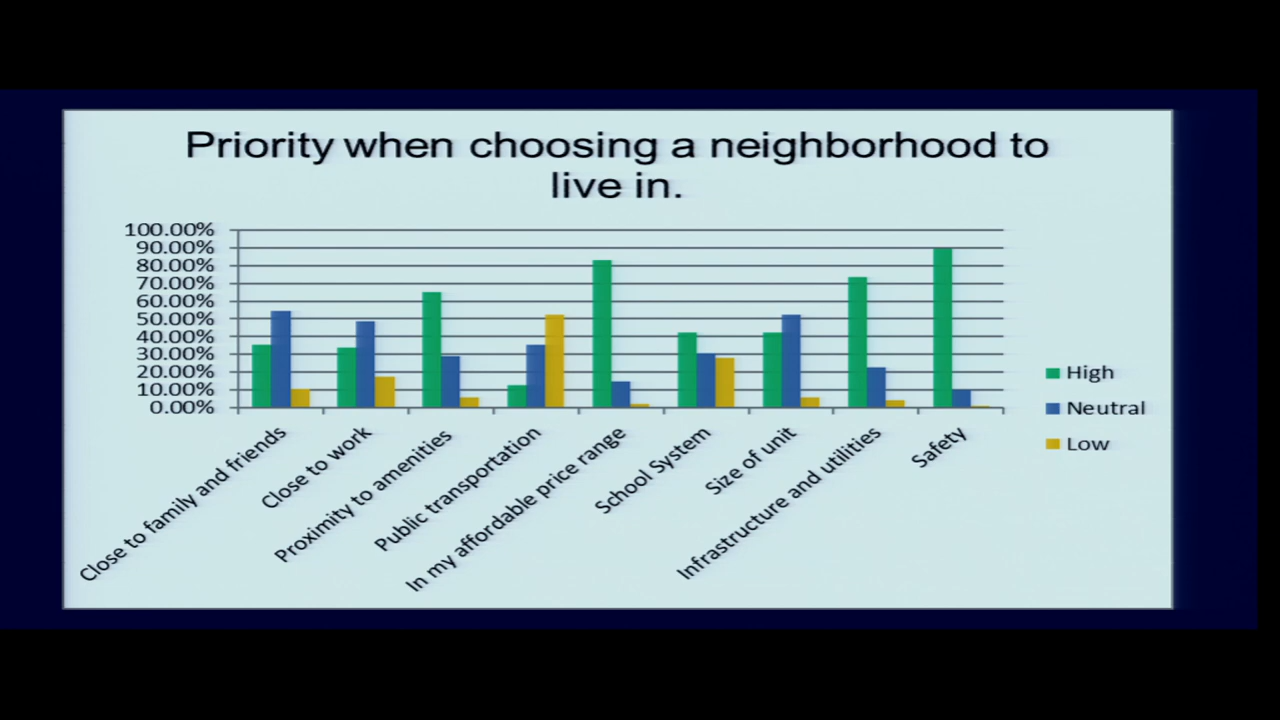 Priority when choosing a neighborhood to
live in.
100.00%
90.00%
80.00%
70.00%
60.00%
50.00%
40.00%
30.00%
20.00%
10.00%
0.00%
Close to family and friends
Close to work
Proximity to amenities
Public transportation
In my affordable price range
School System
Size of unit
Infrastructure and utilities
Safety
High
Neutral
Low